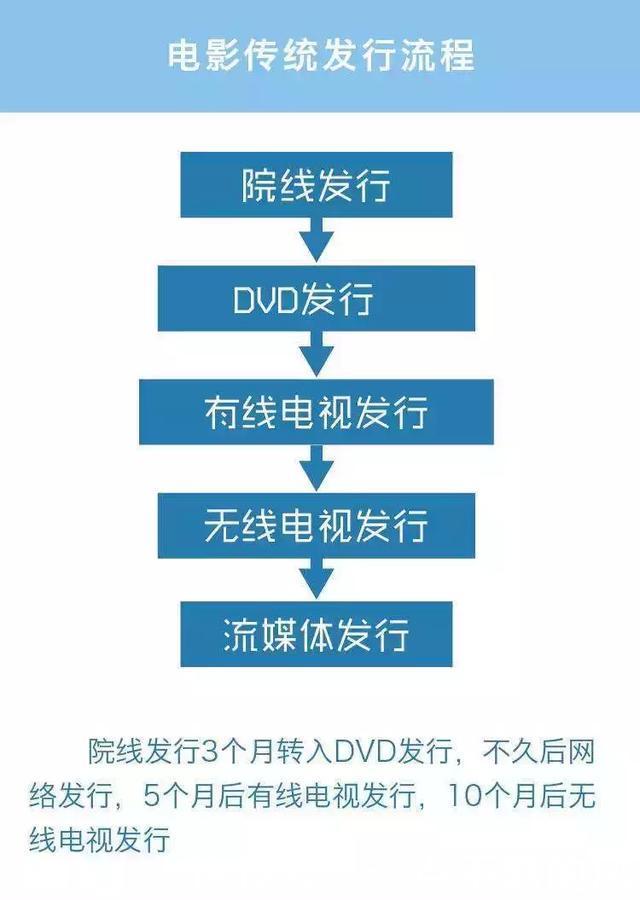 电影传统发行流程
院线发行
DVD发行
有线电视发行
无线电视发行
流媒体发行
院线发行3个月转入DVD发行，不久后网
络发行，5个月后有线电视发行，10个月后无
线电视发行